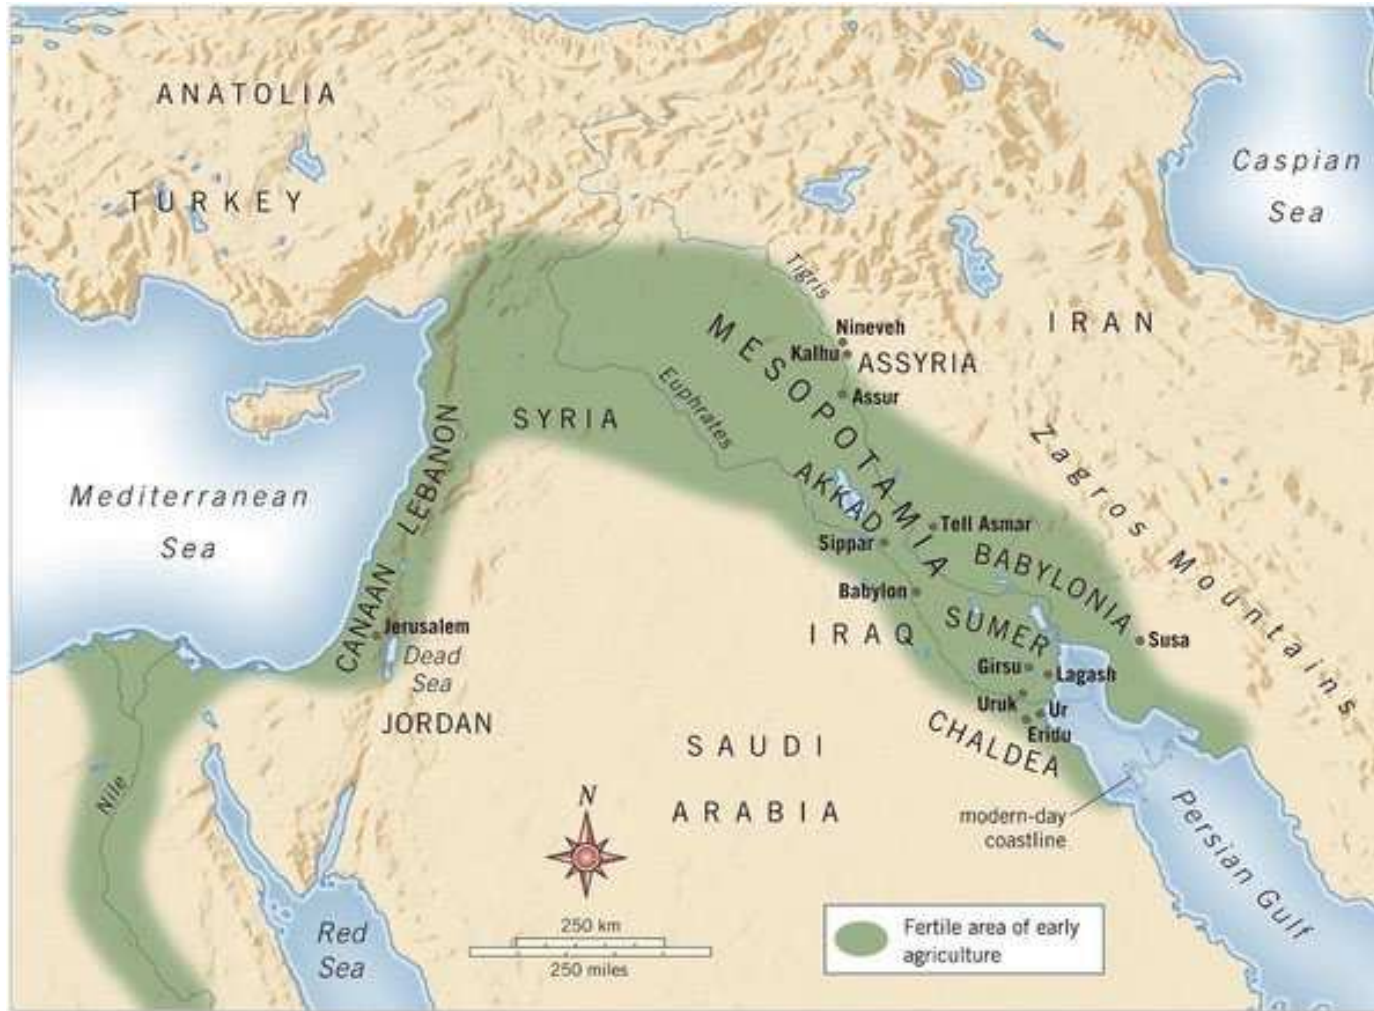 ANATOLIA
TURKEY
Caspian
Sea
Tigris
IRAN
Nineveh
Kalhu
ASSYRIA
Assur
MESOPOTAMIA
Euphrates
SYRIA
LEBANON
Zagros Mountains
Mediterranean
Sea
AKKAD
Tell Asmar
Sippar
BABYLONIA
Babylon
CANAAN
Jerusalem
Dead
Sea
IRAQ
SUMER
Susa
Girsu
Lagash
Uruk
Ur
Eridu
JORDAN
CHALDEA
SAUDI
ARABIA
Nile
N
modern-day
coastline
Persian Gulf
Red
Sea
250 km
250 miles
Fertile area of early
agriculture